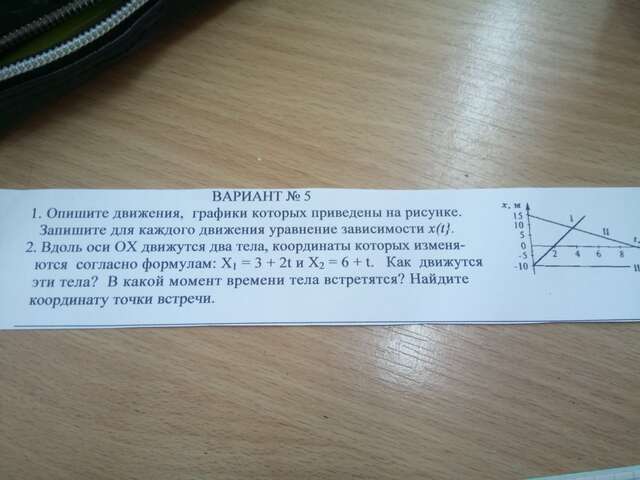 ВАРИАНТ № 5
1. Опишите движения, графики которых приведены на рисунке.
Запишите для каждого движения уравнение зависимости x(t}.
2. Вдоль оси OX движутся два тела, координаты которых изменя-
ются согласно формулам: X₁ = 3 + 2t и X₂ = 6 + t. Как движутся
эти тела? В какой момент времени тела встретятся? Найдите
координату точки встречи.
x, м
15
10
5
0
-5
-10
I
II
t,
2 4 6 8